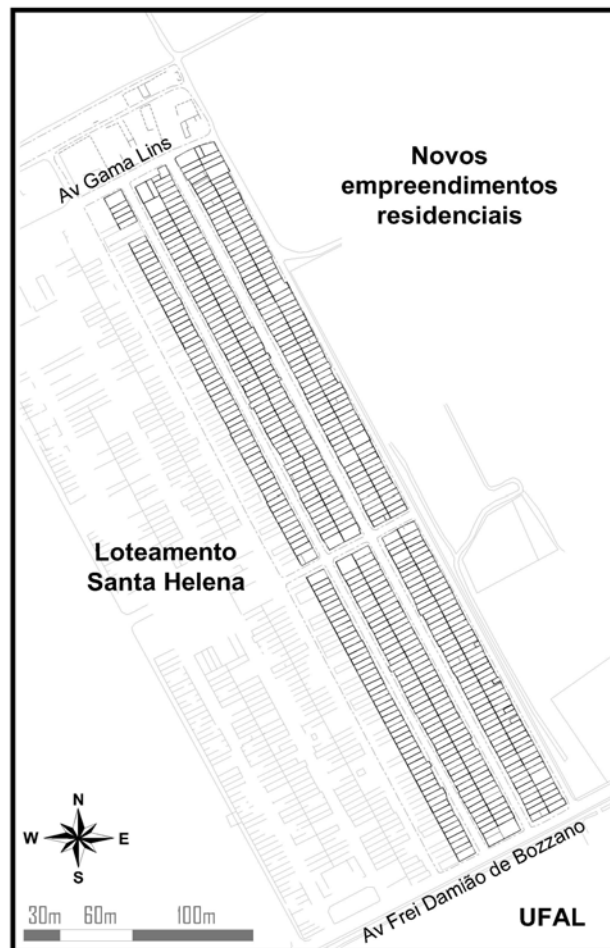 Av Gama Lins
Novos
empreendimentos
residenciais
Loteamento
Santa Helena
N
W
E
S
Av Frei Damião de Bozzano
30m
60m
100m
UFAL